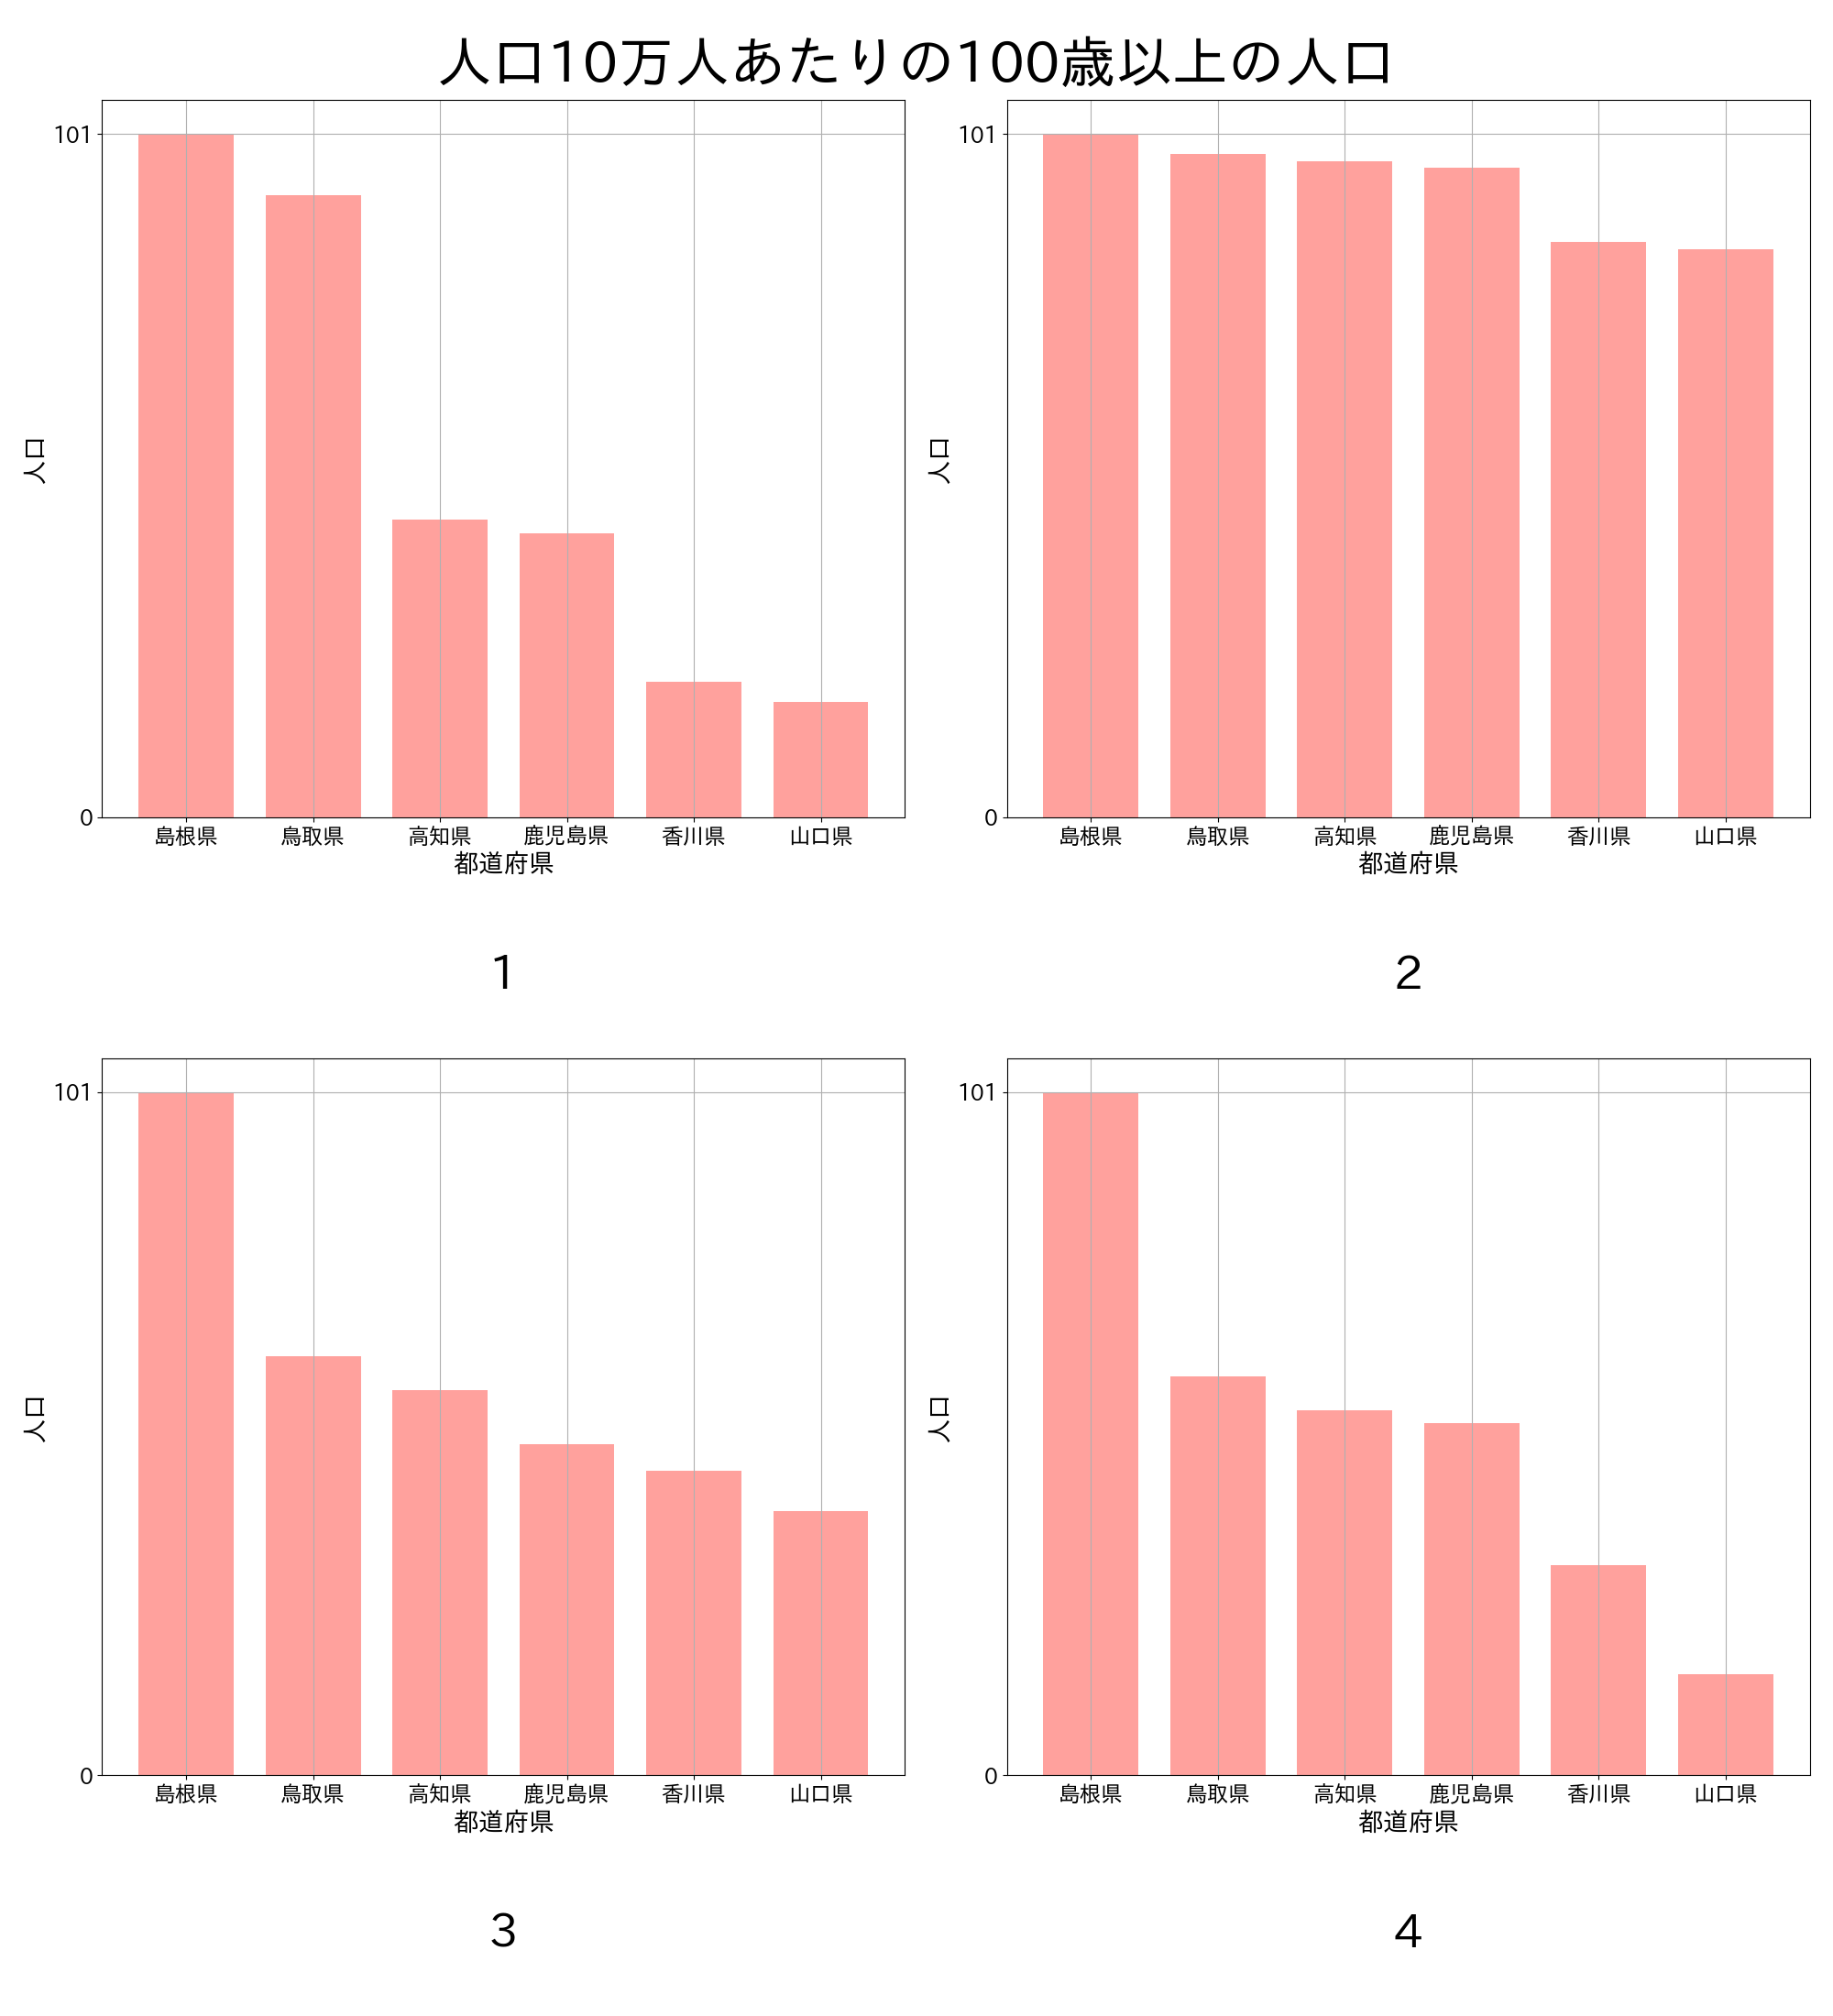 人口10万人あたりの100歳以上の人口
101
0
人口
島根県 鳥取県 高知県 鹿児島県 香川県 山口県
都道府県
1
101
0
人口
島根県 鳥取県 高知県 鹿児島県 香川県 山口県
都道府県
2
101
0
人口
島根県 鳥取県 高知県 鹿児島県 香川県 山口県
都道府県
3
101
0
人口
島根県 鳥取県 高知県 鹿児島県 香川県 山口県
都道府県
4